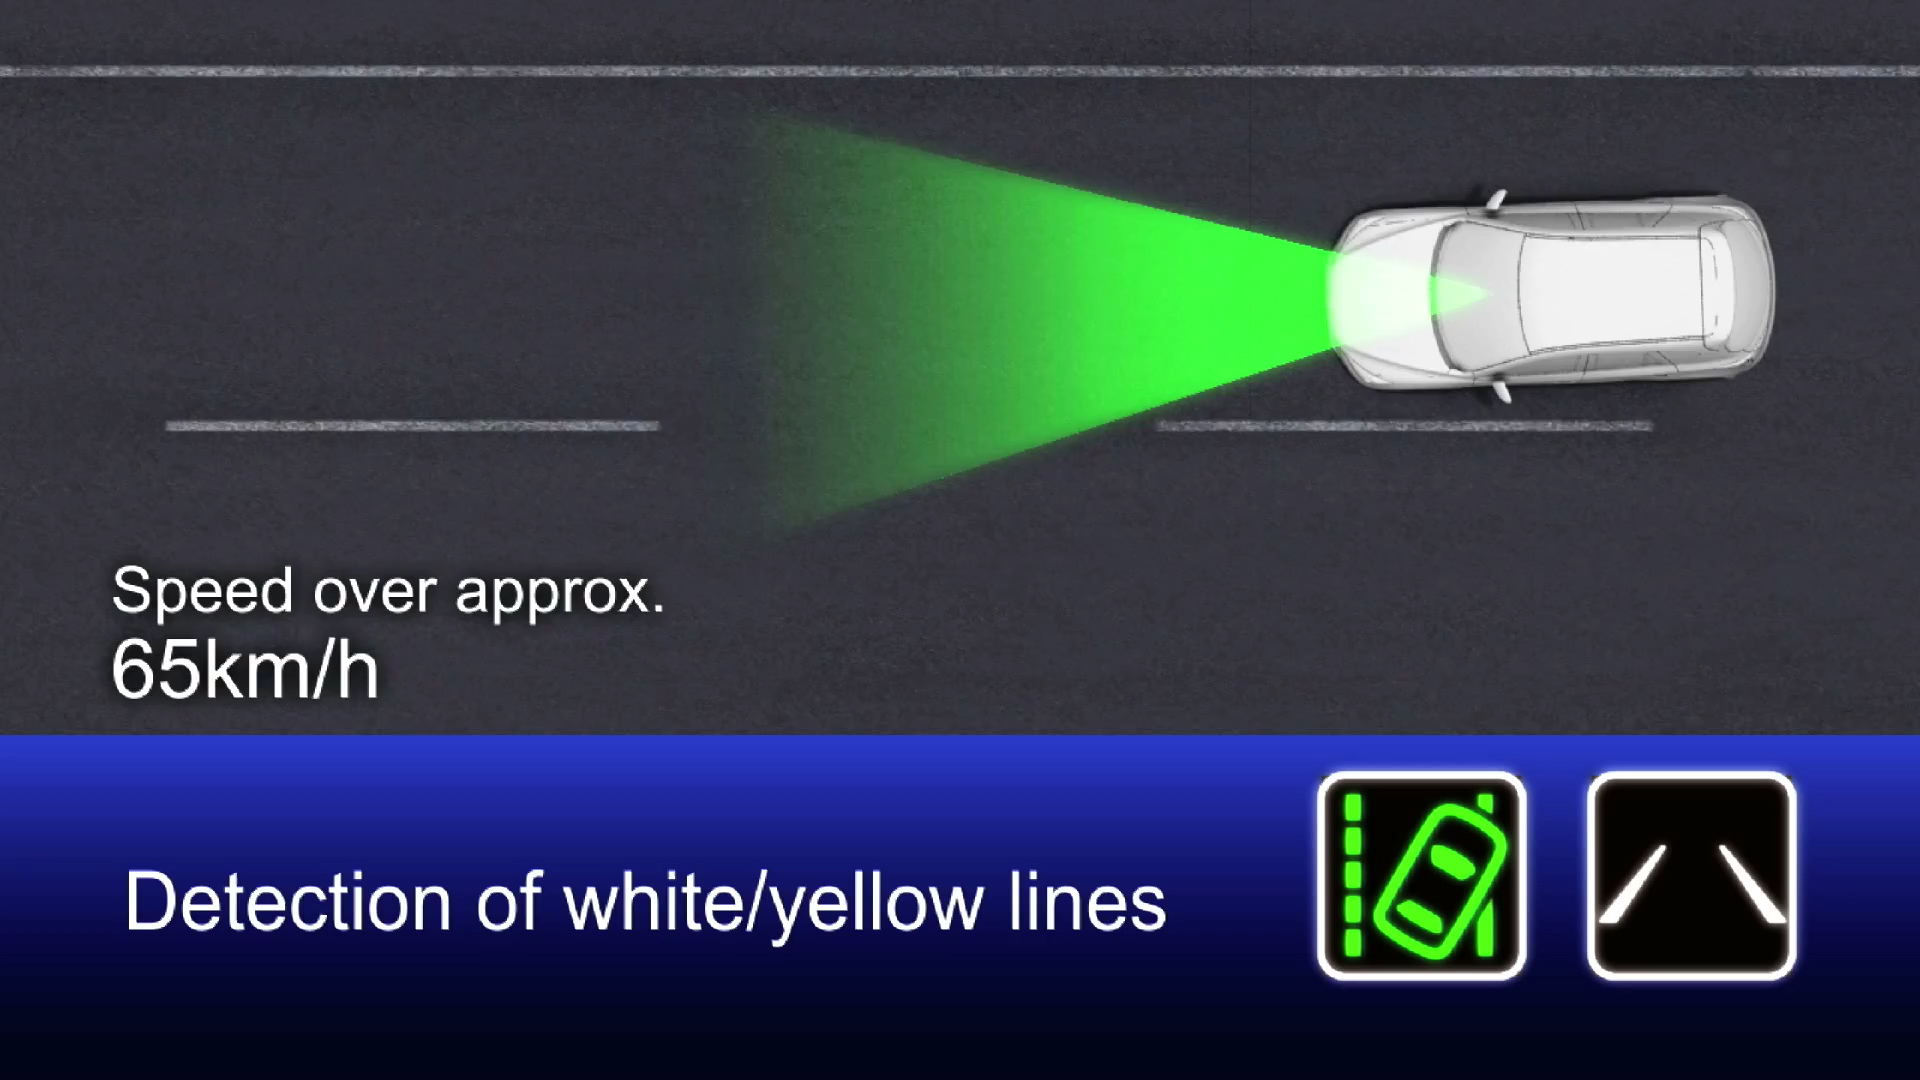 Speed over approx.
65km/h
Detection of white/yellow lines